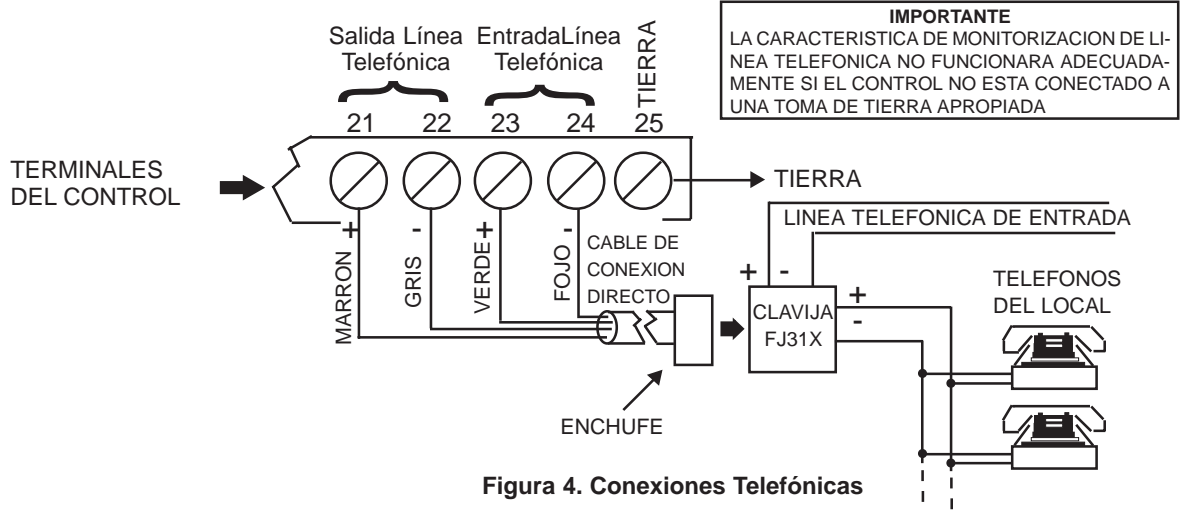 IMPORTANTE
LA CARACTERISTICA DE MONITORIZACION DE LI-
NEA TELEFONICA NO FUNCIONARA ADECUADA-
MENTE SI EL CONTROL NO ESTA CONECTADO A
UNA TOMA DE TIERRA APROPIADA
Salida Línea
Telefónica
EntradaLínea
Telefónica
TIERRA
21 22 23 24 25
TERMINALES
DEL CONTROL
TIERRA
LINEA TELEFONICA DE ENTRADA
+ - + -
MARRON
GRIS
VERDE
FOJO
CABLE DE
CONEXION
DIRECTO
+ -
CLAVIJA
FJ31X
+
-
TELEFONOS
DEL LOCAL
ENCHUFE
Figura 4. Conexiones Telefónicas